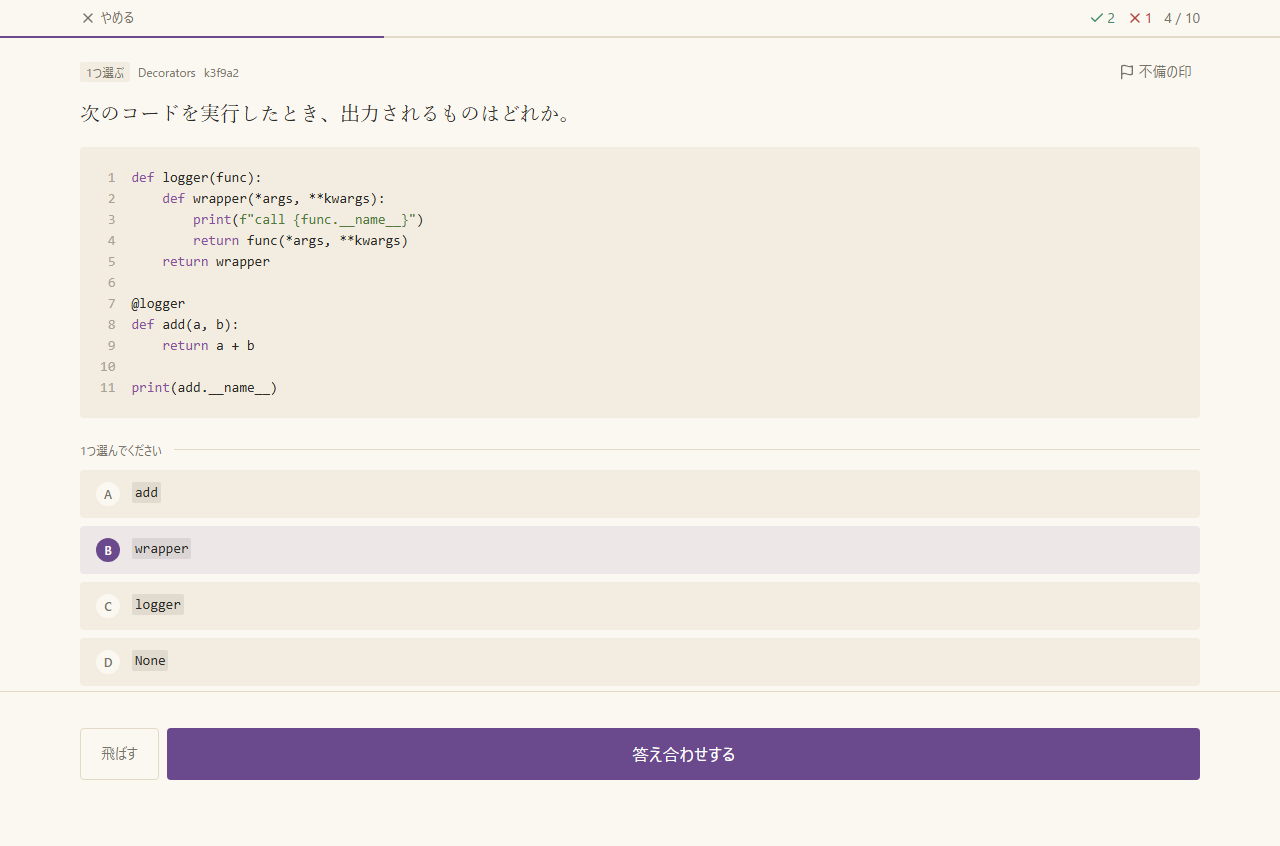 やめる
2 1 4 / 10
1つ選ぶ Decorators k3f9a2 不備の印
次のコードを実行したとき、出力されるものはどれか。
1 def logger(func):
2     def wrapper(*args, **kwargs):
3         print(f"call {func.__name__}")
4         return func(*args, **kwargs)
5     return wrapper
6
7 @logger
8 def add(a, b):
9     return a + b
10
11 print(add.__name__)
1つ選んでください
A add
B wrapper
C logger
D None
飛ばす 答え合わせする